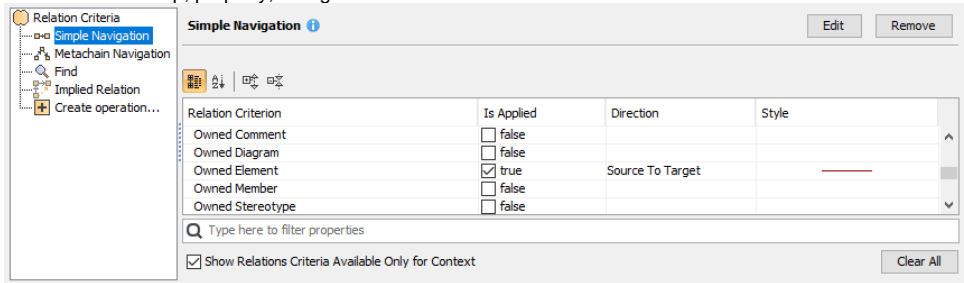 Relation Criteria
Simple Navigation
Metachain Navigation
Find
Implied Relation
Create operation...
Simple Navigation
Edit
Remove
Relation Criterion Is Applied Direction Style
Owned Comment false
Owned Diagram false
Owned Element true Source To Target
Owned Member false
Owned Stereotype false
Type here to filter properties
Show Relations Criteria Available Only for Context
Clear All